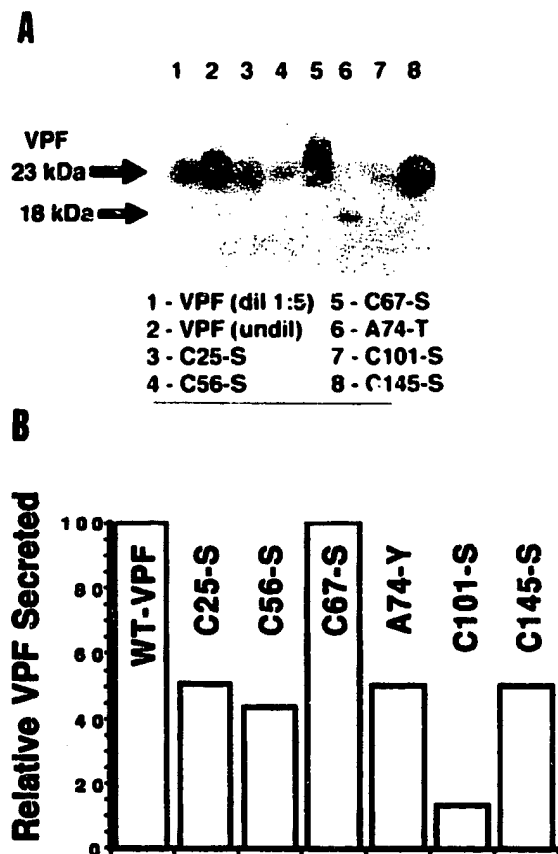 A
1 2 3 4 5 6 7 8
VPF
23 kDa
18 kDa
1 - VPF (dil 1:5) 5 - C67-S
2 - VPF (undil) 6 - A74-T
3 - C25-S 7 - C101-S
4 - C56-S 8 - C145-S
B
Relative VPF Secreted
100
80
60
40
20
0
WT-VPF
C25-S
C56-S
C67-S
A74-Y
C101-S
C145-S